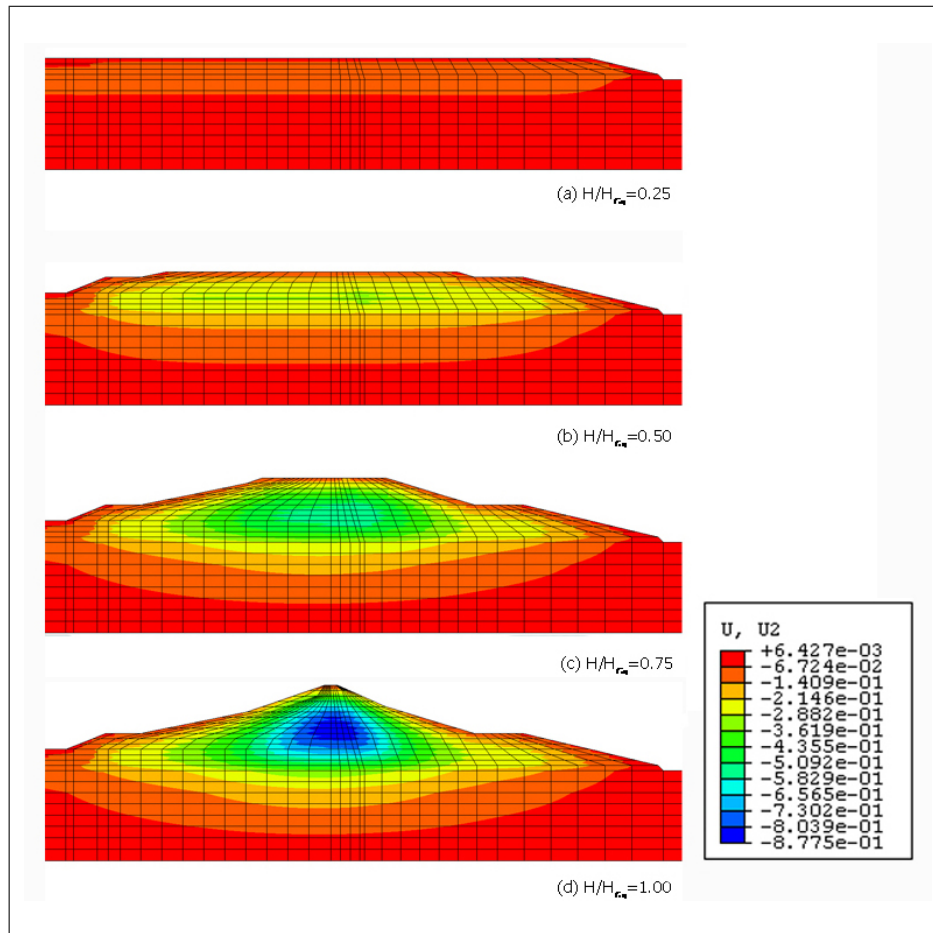 (a) H/H =0.25
(b) H/H =0.50
(c) H/H =0.75
(d) H/H =1.00
U, U2
+6.427e-03
-6.724e-02
-1.409e-01
-2.146e-01
-2.882e-01
-3.619e-01
-4.355e-01
-5.092e-01
-5.829e-01
-6.565e-01
-7.302e-01
-8.039e-01
-8.775e-01